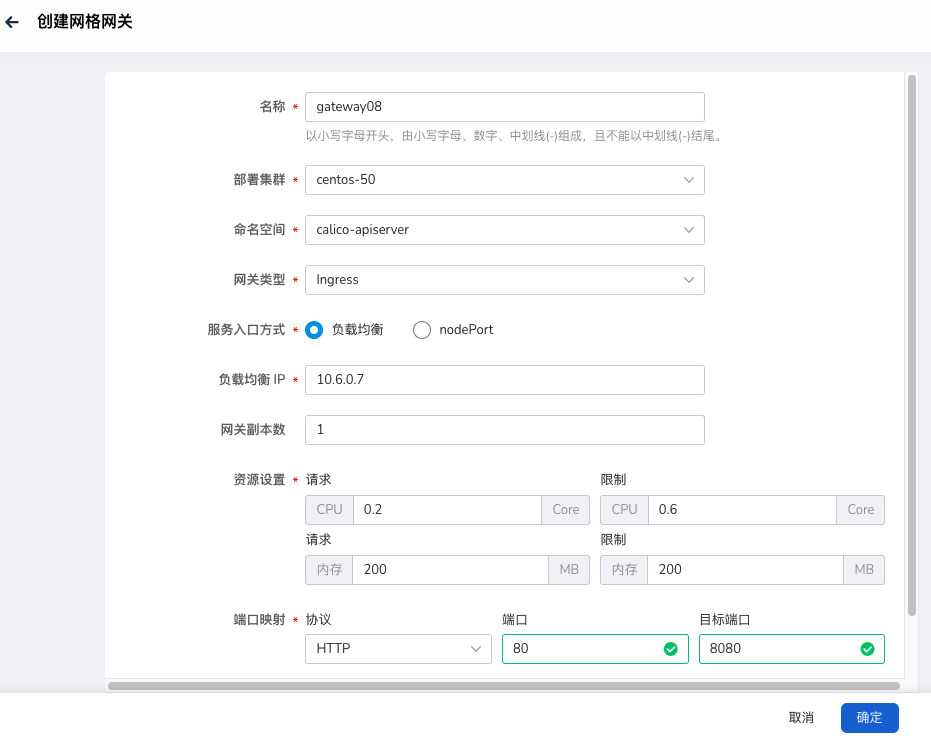 创建网格网关
名称 * gateway08
以小写字母开头，由小写字母、数字、中划线(-)组成，且不能以中划线(-)结尾。
部署集群 * centos-50
命名空间 * calico-apiserver
网关类型 * Ingress
服务入口方式 * 负载均衡 nodePort
负载均衡 IP * 10.6.0.7
网关副本数 1
资源设置 * 请求 限制
CPU 0.2 Core CPU 0.6 Core
请求 限制
内存 200 MB 内存 200 MB
端口映射 * 协议 端口 目标端口
HTTP 80 8080
取消 确定